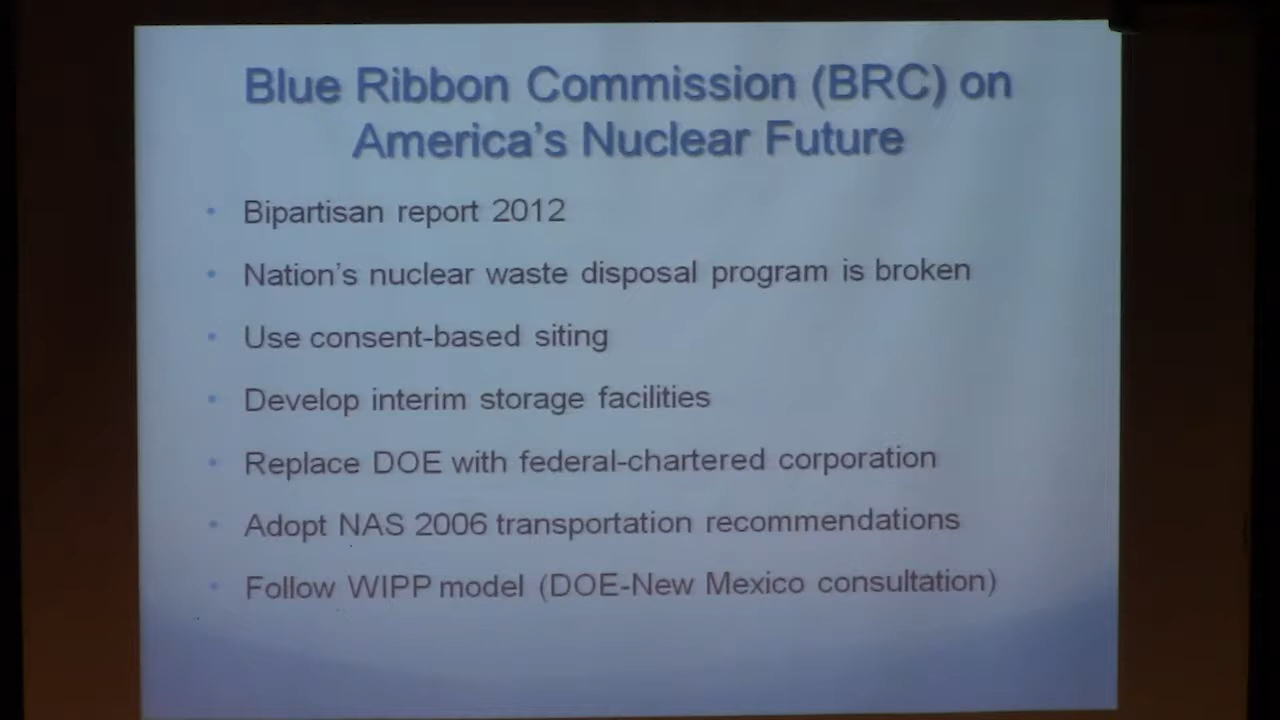 Blue Ribbon Commission (BRC) on
America's Nuclear Future
• Bipartisan report 2012
• Nation's nuclear waste disposal program is broken
• Use consent-based siting
• Develop interim storage facilities
• Replace DOE with federal-chartered corporation
• Adopt NAS 2006 transportation recommendations
• Follow WIPP model (DOE-New Mexico consultation)